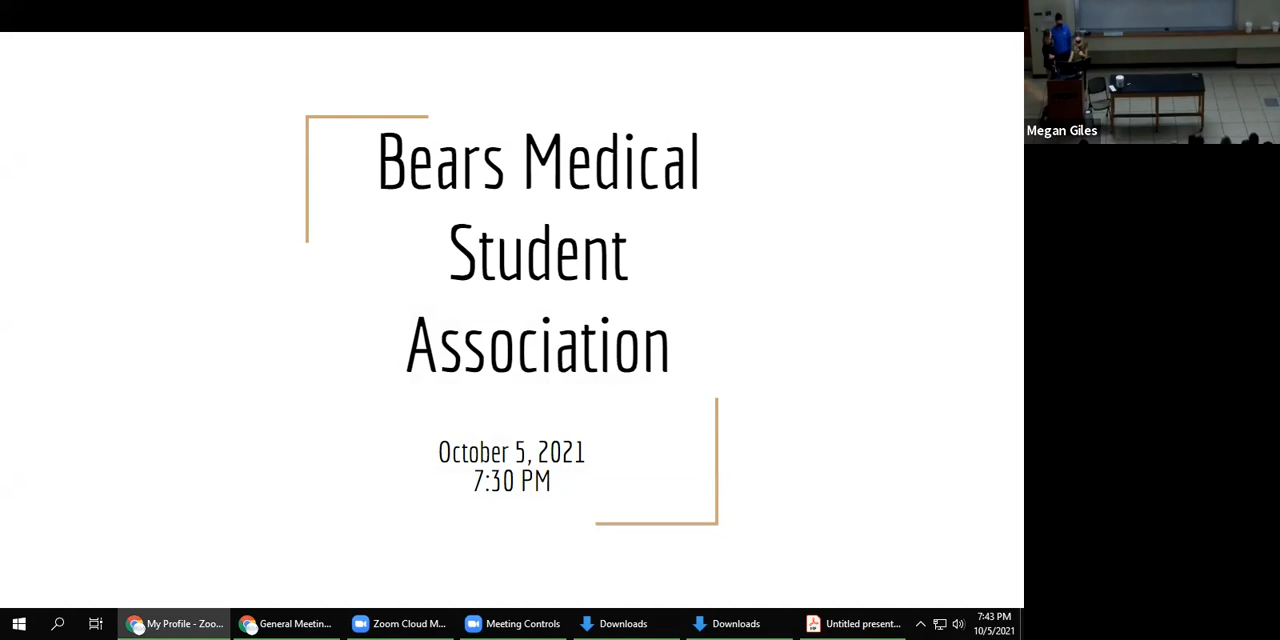 Bears Medical
Student
Association
October 5, 2021
7:30 PM
Megan Giles
My Profile - Zoo...
General Meetin...
Zoom Cloud M...
Meeting Controls
Downloads
Downloads
Untitled present...
7:43 PM
10/5/2021